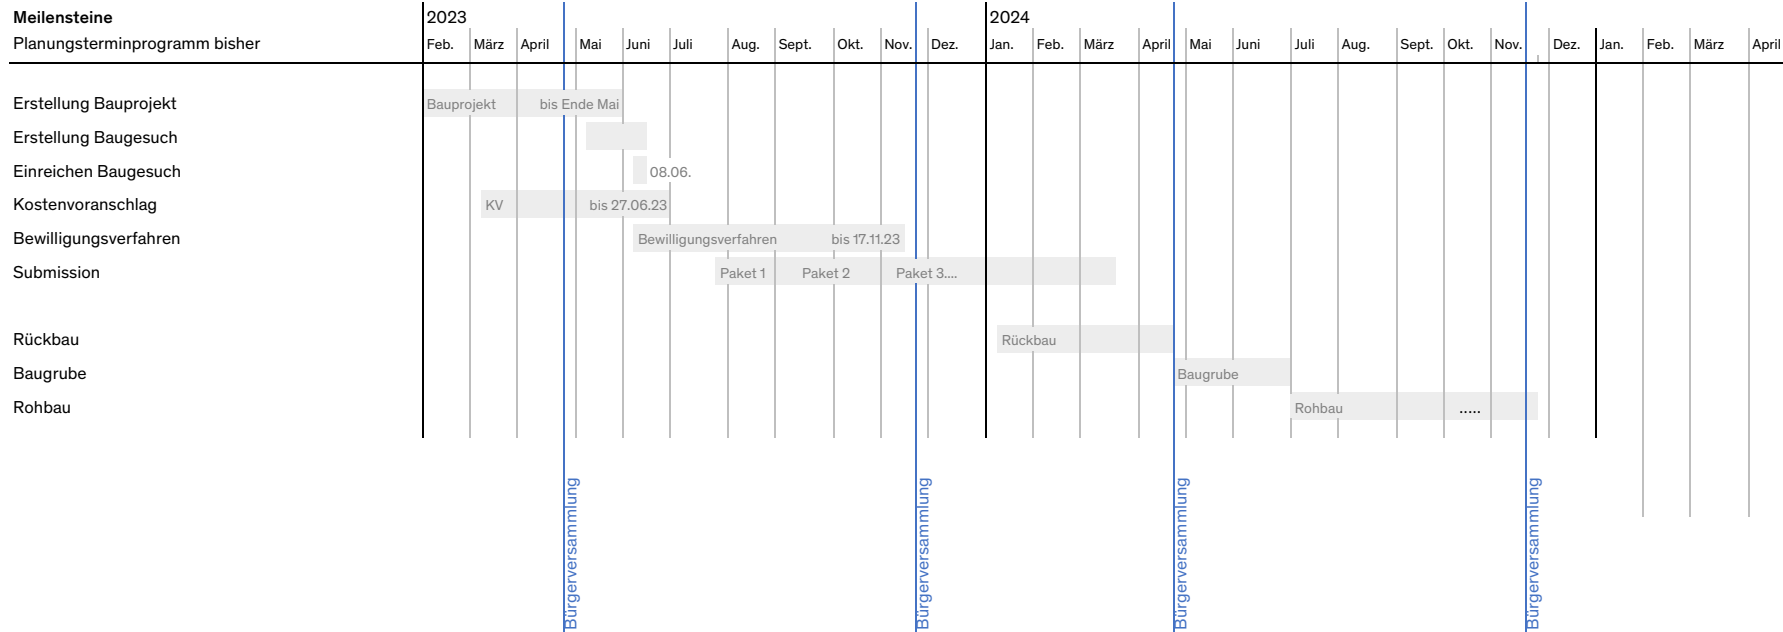 Meilensteine 2023 2024
Planungsterminprogramm bisher Feb. März April Mai Juni Juli Aug. Sept. Okt. Nov. Dez. Jan. Feb. März April Mai Juni Juli Aug. Sept. Okt. Nov. Dez. Jan. Feb. März April
Erstellung Bauprojekt Bauprojekt bis Ende Mai
Erstellung Baugesuch
Einreichen Baugesuch 08.06.
Kostenvoranschlag KV bis 27.06.23
Bewilligungsverfahren Bewilligungsverfahren bis 17.11.23
Submission Paket 1 Paket 2 Paket 3....
Rückbau Rückbau
Baugrube Baugrube
Rohbau Rohbau .....
Bürgerversammlung
Bürgerversammlung
Bürgerversammlung
Bürgerversammlung